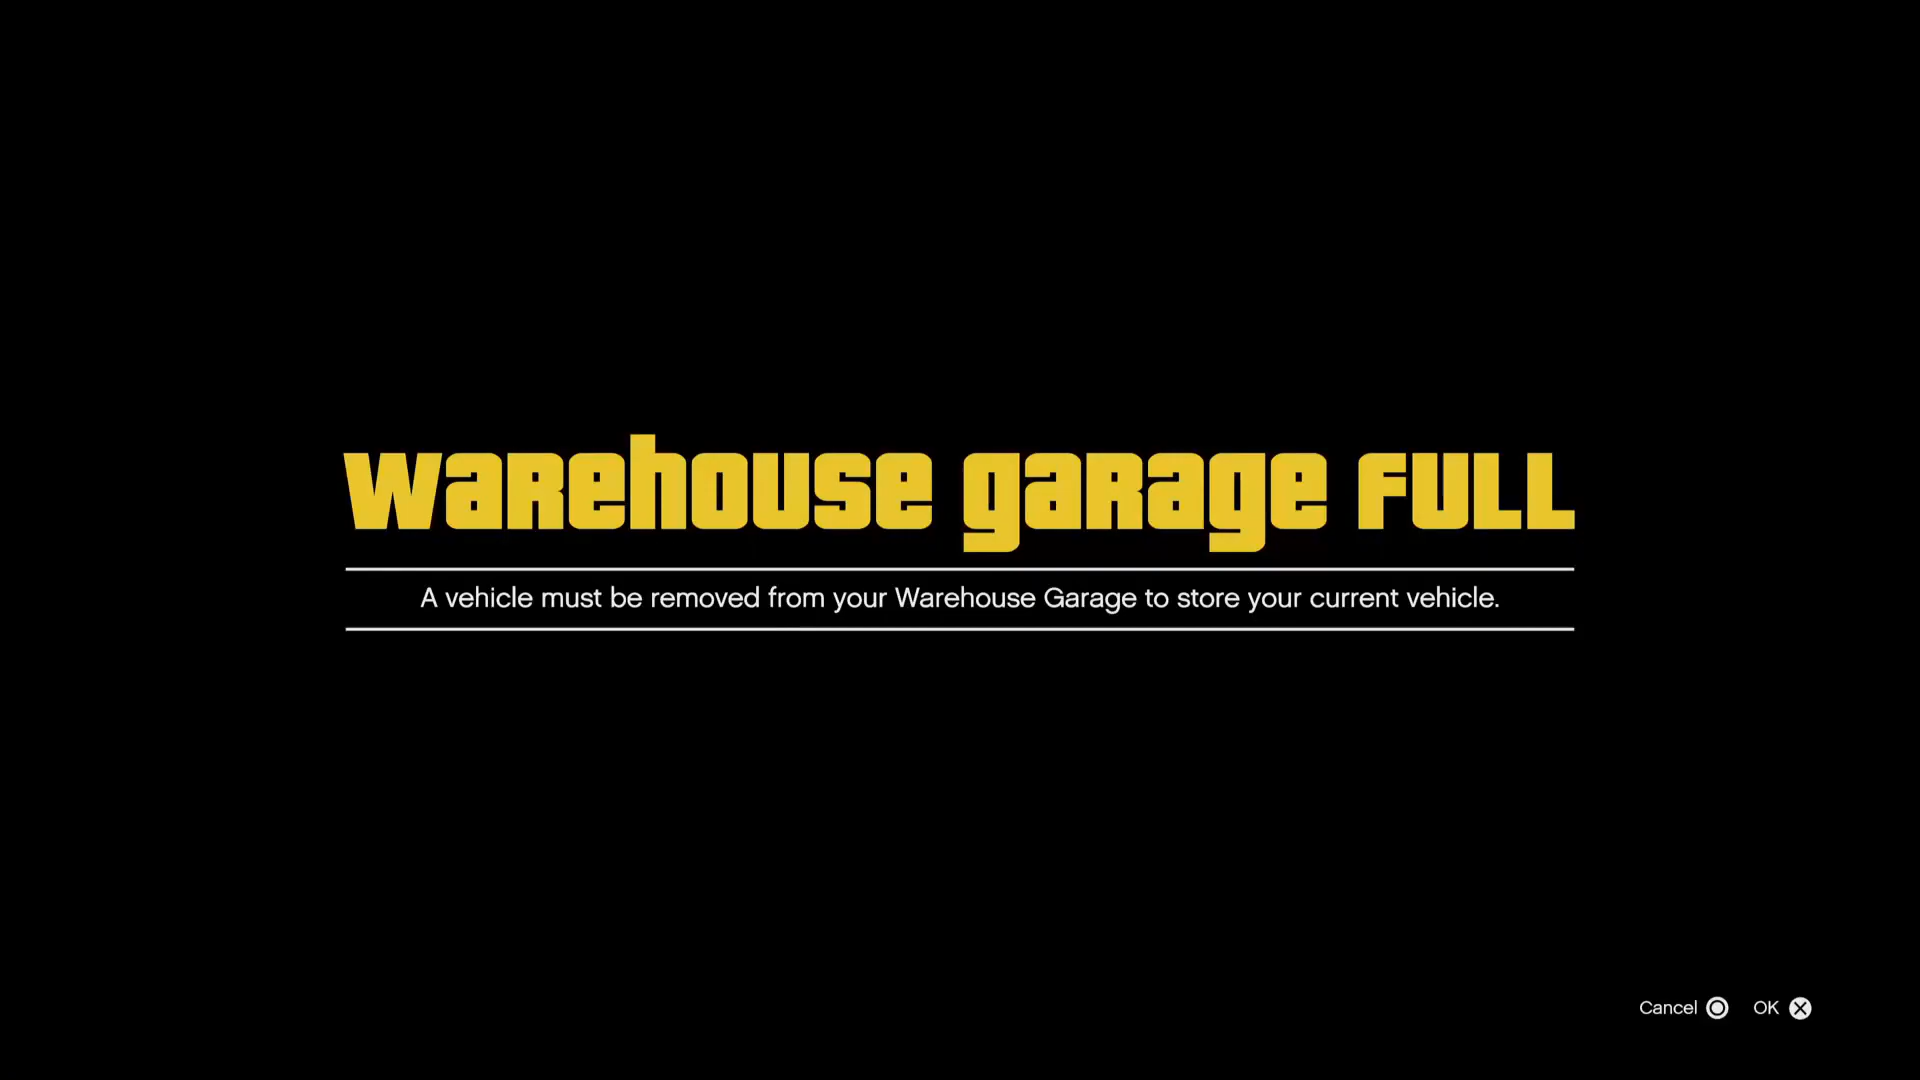 warehouse garage FULL
A vehicle must be removed from your Warehouse Garage to store your current vehicle.
Cancel OK